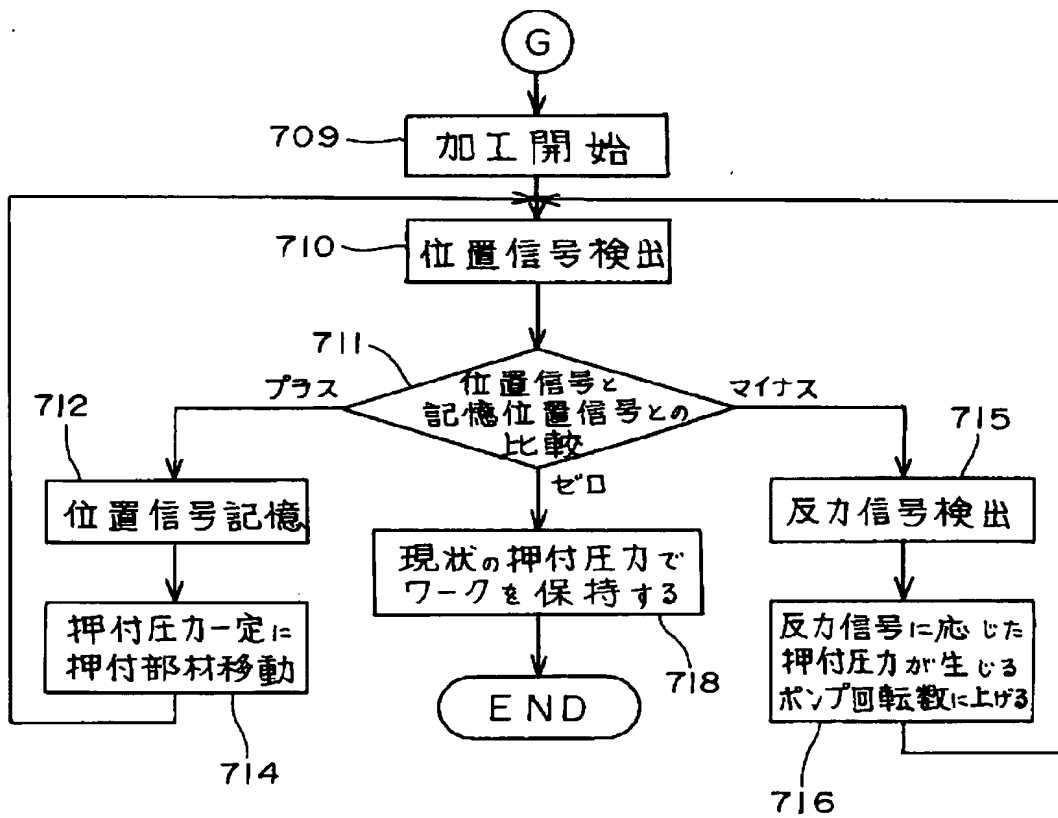 G
709
加工開始
710
位置信号検出
711
プラス
位置信号と
記憶位置信号との
比較
マイナス
712
ゼロ
715
位置信号記憶
反力信号検出
現状の押付圧力で
ワークを保持する
押付圧力一定に
押付部材移動
反力信号に応じた
押付圧力が生じる
ポンプ回転数に上げる
718
END
714
716